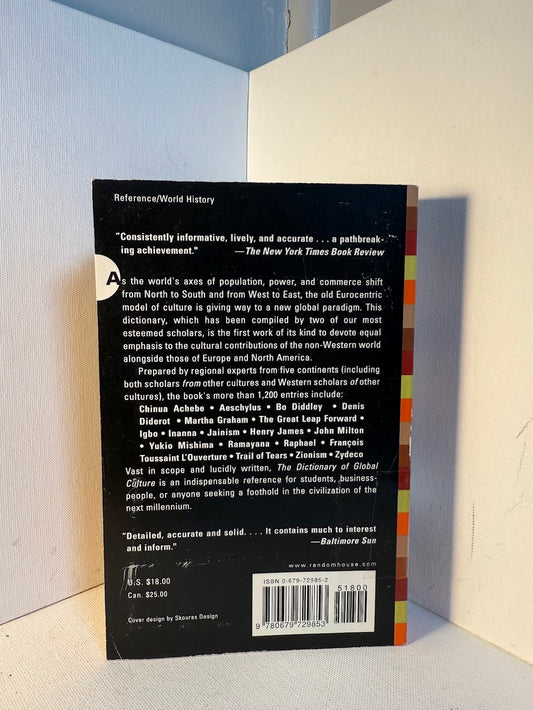 Reference/World History
"Consistently informative, lively, and accurate . . . a pathbreak-
ing achievement." —The New York Times Book Review
As the world's axes of population, power, and commerce shift
from North to South and from West to East, the old Eurocentric
model of culture is giving way to a new global paradigm. This
dictionary, which has been compiled by two of our most
esteemed scholars, is the first work of its kind to devote equal
emphasis to the cultural contributions of the non-Western world
alongside those of Europe and North America.
Prepared by regional experts from five continents (including
both scholars from other cultures and Western scholars of other
cultures), the book's more than 1,200 entries include:
Chinua Achebe • Aeschylus • Bo Diddley • Denis
Diderot • Martha Graham • The Great Leap Forward •
Igbo • Inanna • Jainism • Henry James • John Milton
• Yukio Mishima • Ramayana • Raphael • François
Toussaint L'Ouverture • Trail of Tears • Zionism • Zydeco
Vast in scope and lucidly written, The Dictionary of Global
Culture is an indispensable reference for students, business-
people, or anyone seeking a foothold in the civilization of the
next millennium.
"Detailed, accurate and solid. . . . It contains much to interest
and inform." —Baltimore Sun
www.randomhouse.com
U.S. $18.00
Can. $25.00
Cover design by Skouras Design
ISBN 0-679-72985-2
51800
9 780679 729853